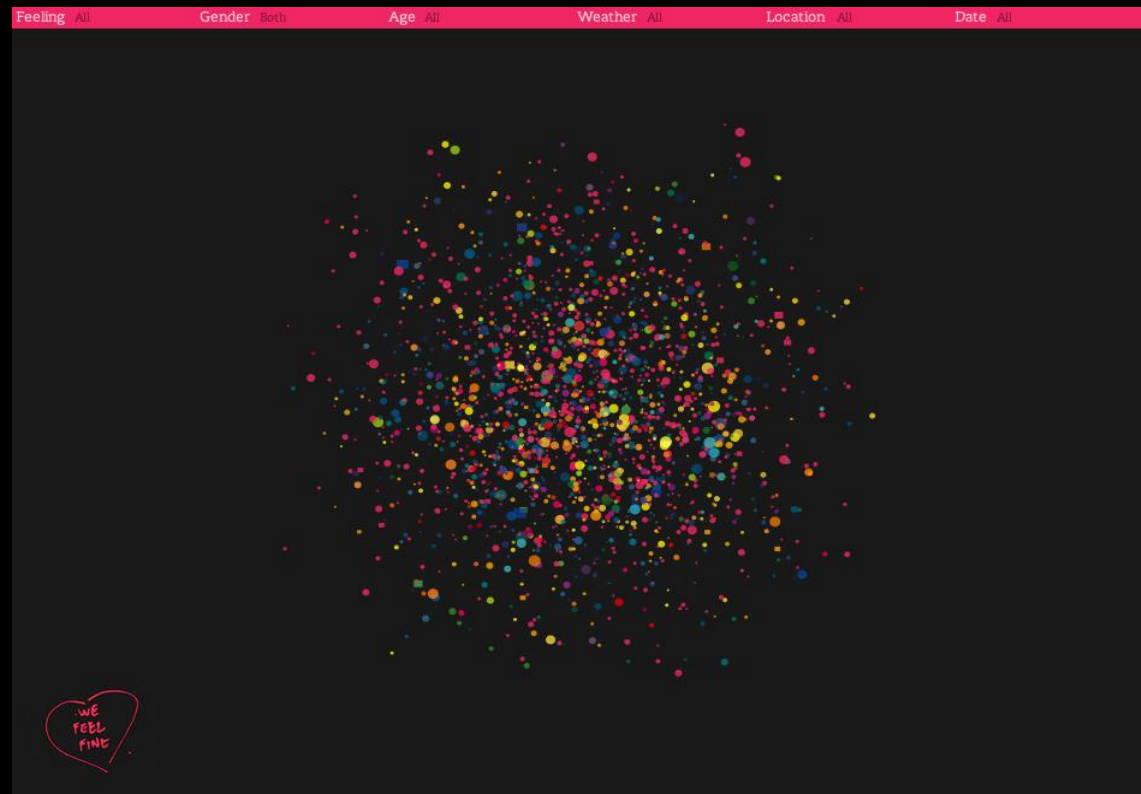 Feeling All Gender Both Age All Weather All Location All Date All
WE
FEEL
FINE